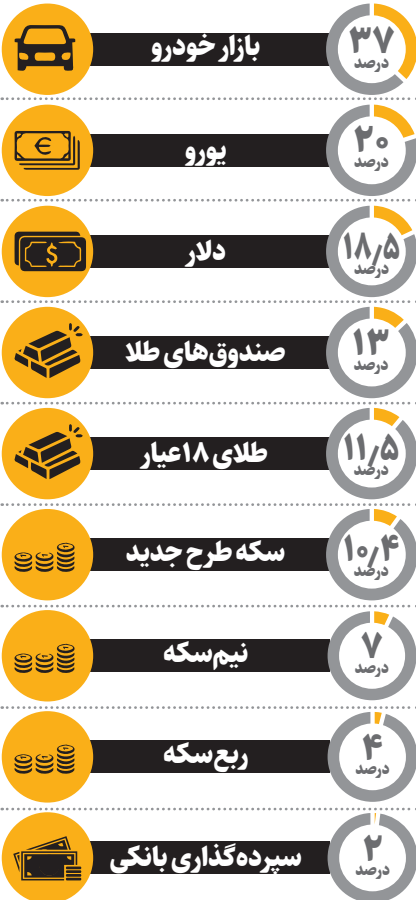 بازار خودرو
۳۷
درصد
یورو
۲۰
درصد
دلار
۱۸٫۵
درصد
صندوق‌های طلا
۱۳
درصد
طلای ۱۸عیار
۱۱٫۵
درصد
سکه طرح جدید
۱۰٫۴
درصد
نیم‌سکه
۷
درصد
ربع‌سکه
۴
درصد
سپرده‌گذاری بانکی
۲
درصد